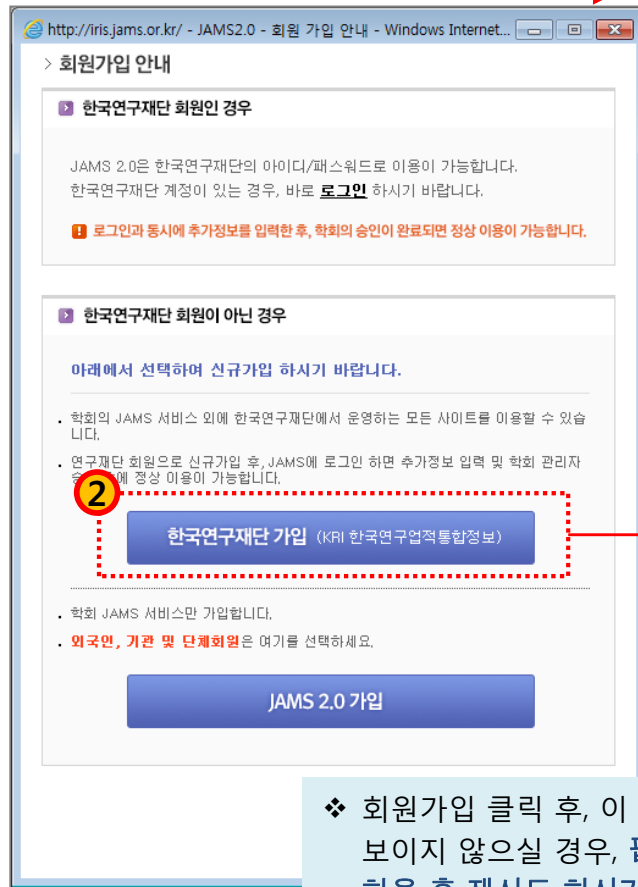 http://iris.jams.or.kr/ - JAMS2.0 - 회원 가입 안내 - Windows Internet...
> 회원가입 안내
한국연구재단 회원인 경우
JAMS 2.0은 한국연구재단의 아이디/패스워드로 이용이 가능합니다.
한국연구재단 계정이 있는 경우, 바로 로그인 하시기 바랍니다.
로그인과 동시에 추가정보를 입력한 후, 학회의 승인이 완료되면 정상 이용이 가능합니다.
한국연구재단 회원이 아닌 경우
아래에서 선택하여 신규가입 하시기 바랍니다.
학회의 JAMS 서비스 외에 한국연구재단에서 운영하는 모든 사이트를 이용할 수 있습
니다.
연구재단 회원으로 신규가입 후, JAMS에 로그인 하면 추가정보 입력 및 학회 관리자
에 정상 이용이 가능합니다.
2
한국연구재단 가입 (KRI 한국연구업적통합정보)
학회 JAMS 서비스만 가입합니다.
외국인, 기관 및 단체회원은 여기를 선택하세요.
JAMS 2.0 가입
❖ 회원가입 클릭 후, 이
보이지 않으실 경우,
하용 후 재시도 하시기